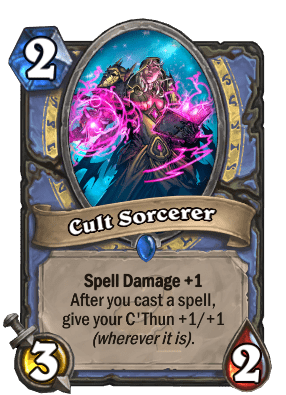 2
Cult Sorcerer
Spell Damage +1
After you cast a spell,
give your C'Thun +1/+1
(wherever it is).
3
2